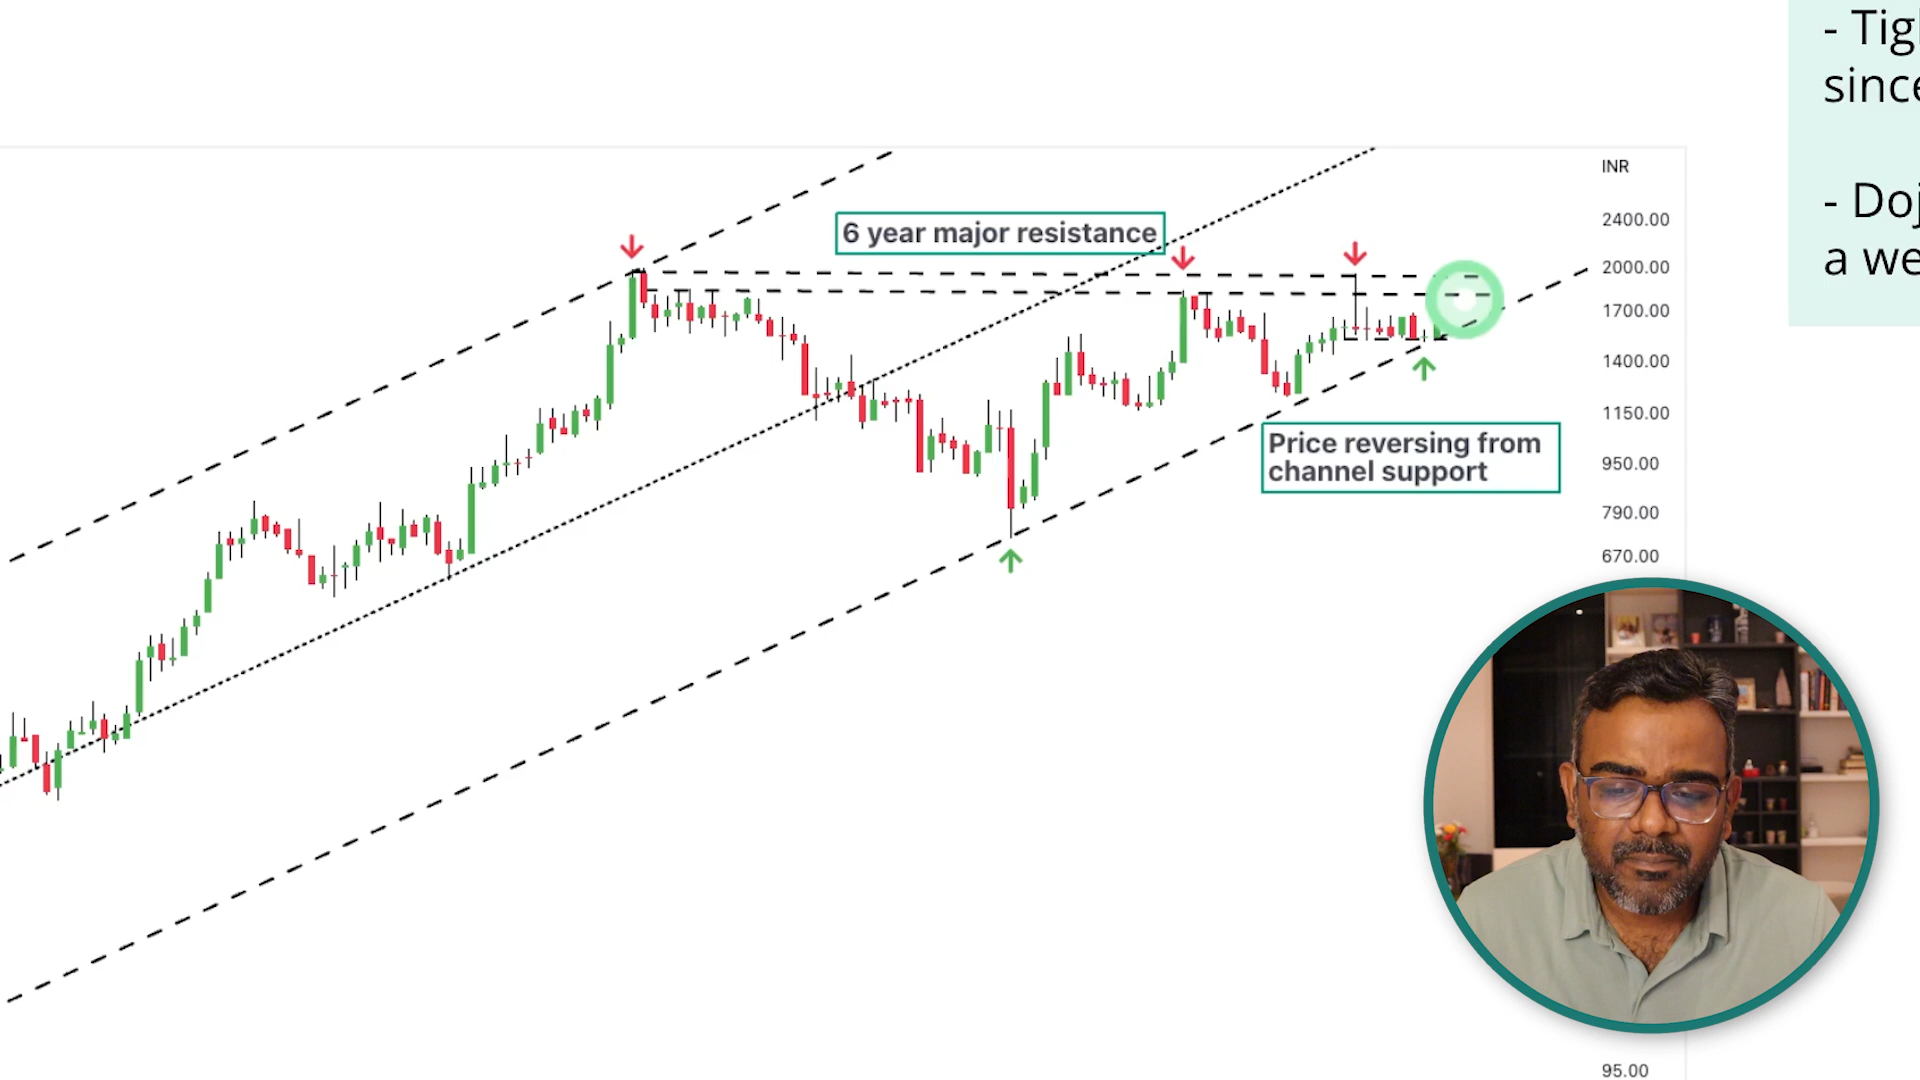 - Tig
since
- Doj
a we
INR
2400.00
6 year major resistance
2000.00
1700.00
1400.00
1150.00
Price reversing from
channel support
950.00
790.00
670.00
95.00